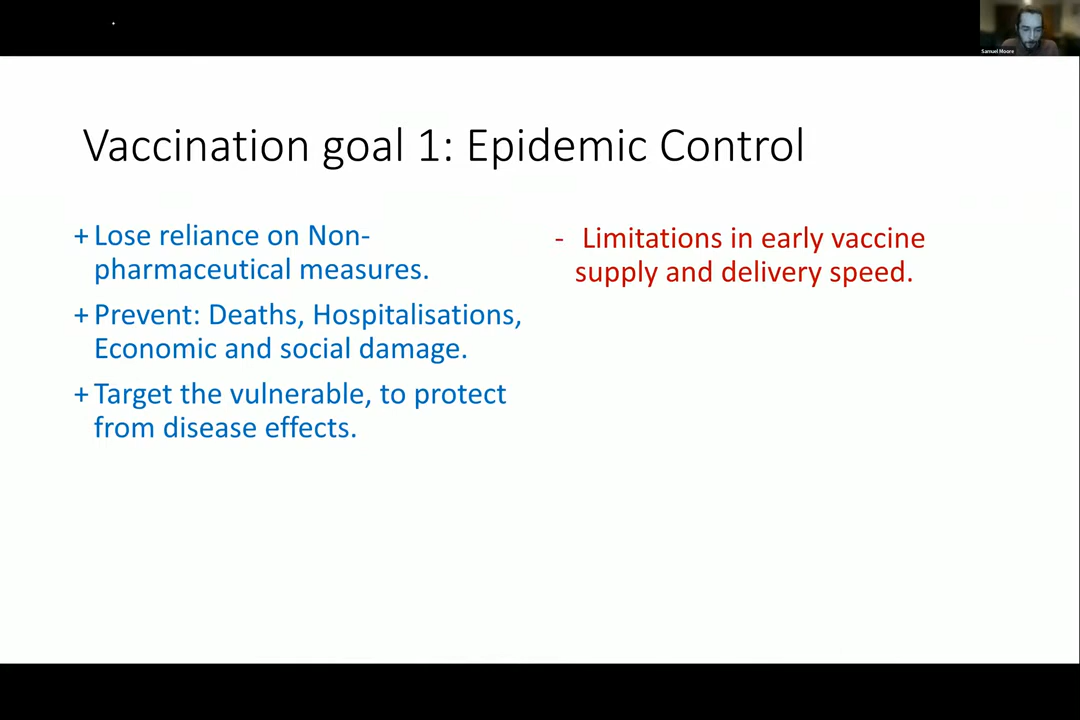 Samuel Moore
Vaccination goal 1: Epidemic Control
+ Lose reliance on Non-
pharmaceutical measures.
+ Prevent: Deaths, Hospitalisations,
Economic and social damage.
+ Target the vulnerable, to protect
from disease effects.
- Limitations in early vaccine
supply and delivery speed.